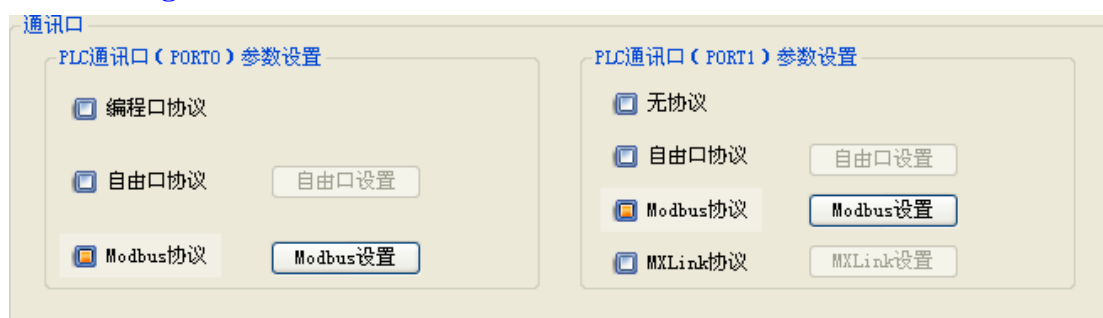 通讯口
PLC通讯口(PORT0)参数设置
编程口协议
自由口协议 自由口设置
Modbus协议 Modbus设置
PLC通讯口(PORT1)参数设置
无协议
自由口协议 自由口设置
Modbus协议 Modbus设置
MXLink协议 MXLink设置